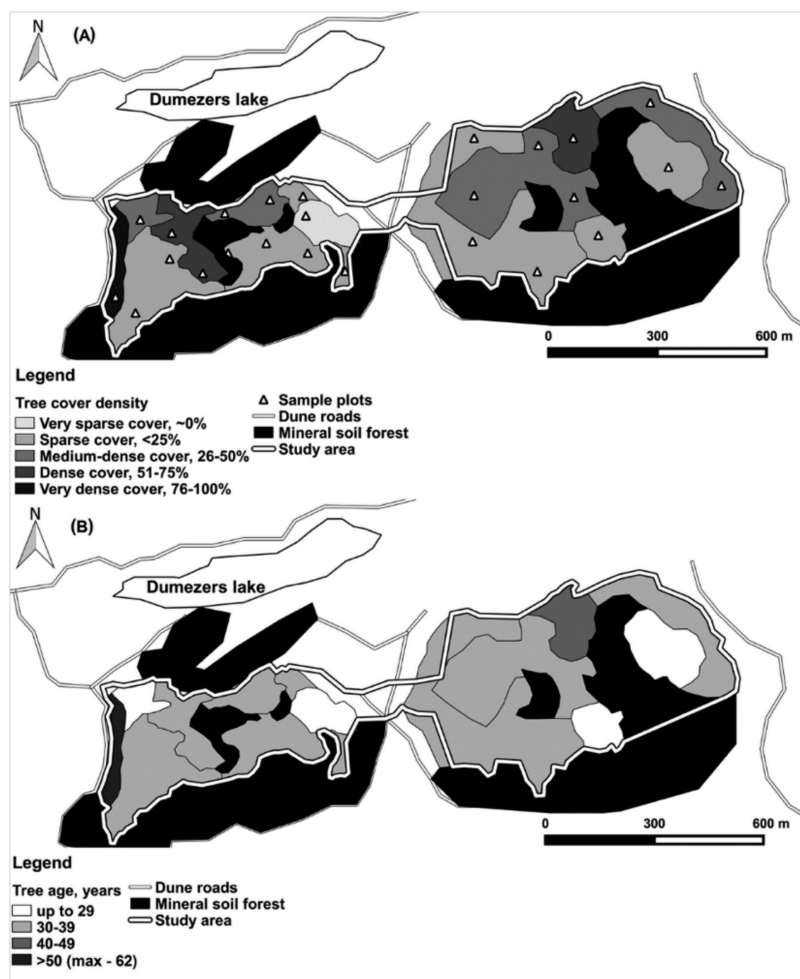 N
(A)
Dumezers lake
0 300 600 m
Legend
Tree cover density
Very sparse cover, ~0%
Sparse cover, <25%
Medium-dense cover, 26-50%
Dense cover, 51-75%
Very dense cover, 76-100%
Sample plots
Dune roads
Mineral soil forest
Study area
N
(B)
Dumezers lake
0 300 600 m
Legend
Tree age, years
up to 29
30-39
40-49
>50 (max - 62)
Dune roads
Mineral soil forest
Study area